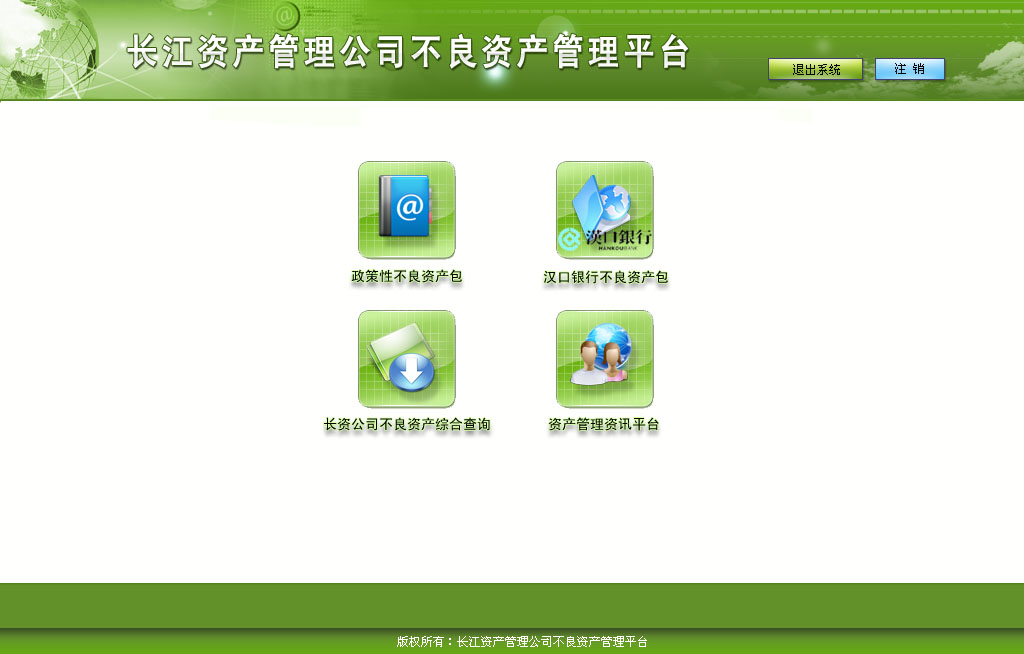 长江资产管理公司不良资产管理平台
退出系统
注 销
@
漢口銀行
HANKOUBANK
政策性不良资产包
汉口银行不良资产包
长资公司不良资产综合查询
资产管理资讯平台
版权所有：长江资产管理公司不良资产管理平台